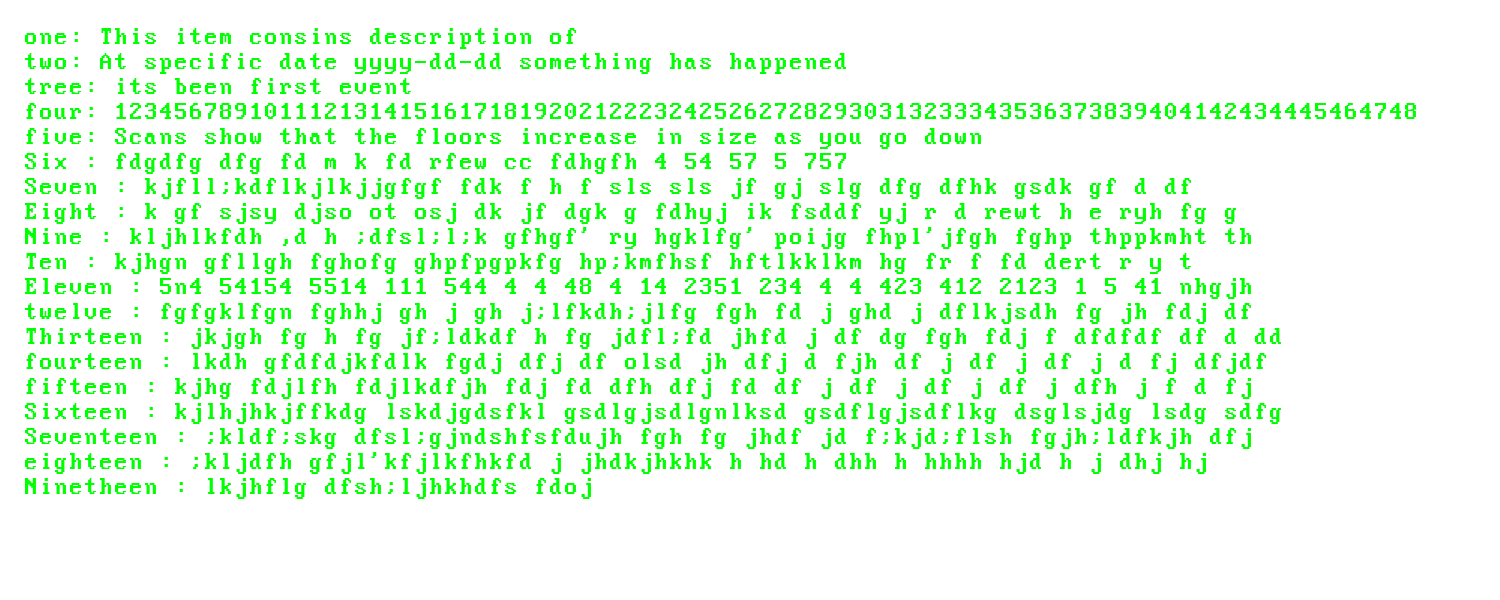 one: This item consins description of
two: At specific date yyyy-dd-dd something has happened
tree: its been first event
four: 123456789101112131415161718192021222324252627282930313233343536373839404142434445464748
five: Scans show that the floors increase in size as you go down
Six : fdgdfg dfg fd m k fd rfew cc fdhgfh 4 54 57 5 757
Seven : kjfll;kdflkjlkjjgfgf fdk f h f sls sls jf gj slg dfg dfhk gsdk gf d df
Eight : k gf sjsy djso ot osj dk jf dgk g fdhyj ik fsddf yj r d rewt h e ryh fg g
Nine : kljhlkfdh ,d h ;dfsl;l;k gfhgf' ry hgklfg' poijg fhpl'jfgh fghp thppkmht th
Ten : kjhgn gfllgh fghofg ghpfpgpkfg hp;kmfhsf hftlkklkm hg fr f fd dert r y t
Eleven : 5n4 54154 5514 111 544 4 4 48 4 14 2351 234 4 4 423 412 2123 1 5 41 nhgjh
twelve : fgfgklfgn fghhj gh j gh j;lfkdh;jlfg fgh fd j ghd j dflkjsdh fg jh fdj df
Thirteen : jkjgh fg h fg jf;ldkdf h fg jdfl;fd jhfd j df dg fgh fdj f dfdfdf df d dd
fourteen : lkdh gfdfdjkfdlk fgdj dfj df olsd jh dfj d fjh df j df j df j d fj dfjdf
fifteen : kjhg fdjlfh fdjlkdfjh fdj fd dfh dfj fd df j df j df j df j dfh j f d fj
Sixteen : kjlhjhkjffkdg lskdjgdsfkl gsdlgjsdlgnlksd gsdflgjsdflkg dsglsjdg lsdg sdfg
Seventeen : ;kldf;skg dfsl;gjndshfsfdujh fgh fg jhdf jd f;kjd;flsh fgjh;ldfkjh dfj
eighteen : ;kljdfh gfjl'kfjlkfhkfd j jhdkjhkhk h hd h dhh h hhhh hjd h j dhj hj
Ninetheen : lkjhflg dfsh;ljhkhdfs fdoj